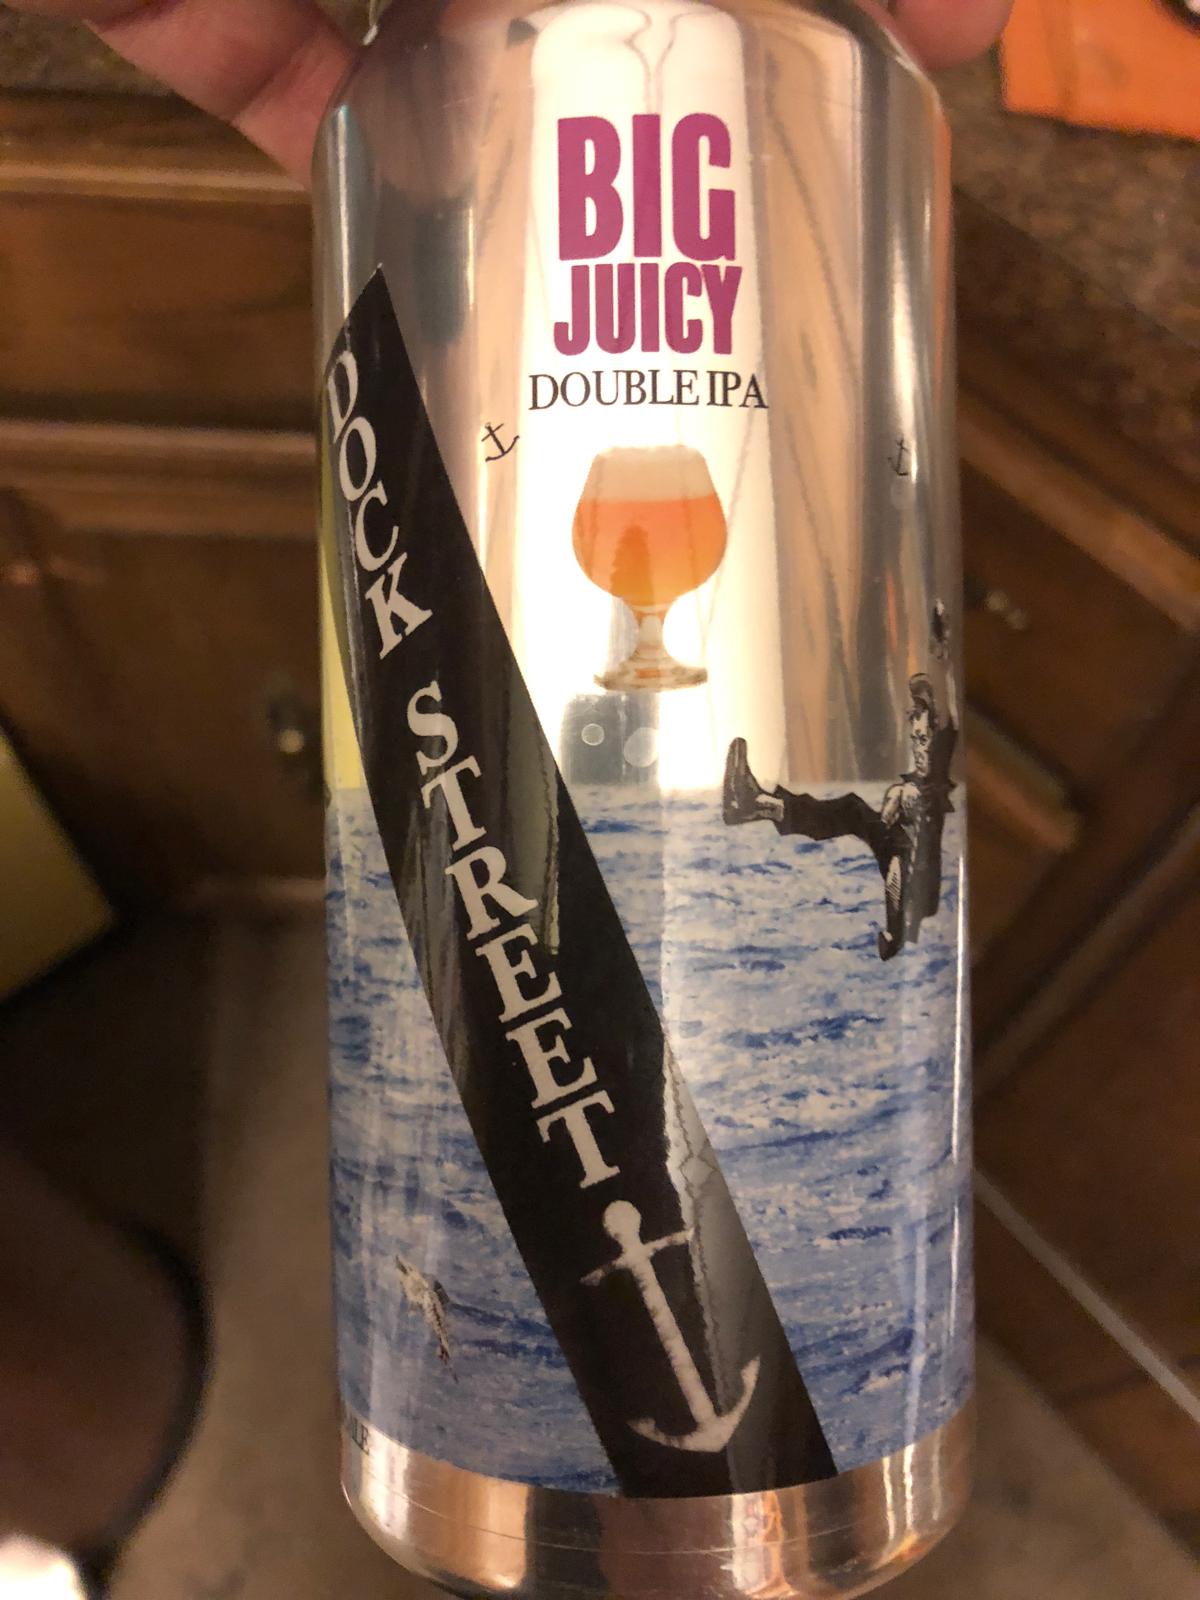 BIG
JUICY
DOUBLE IPA
DOCK STREET